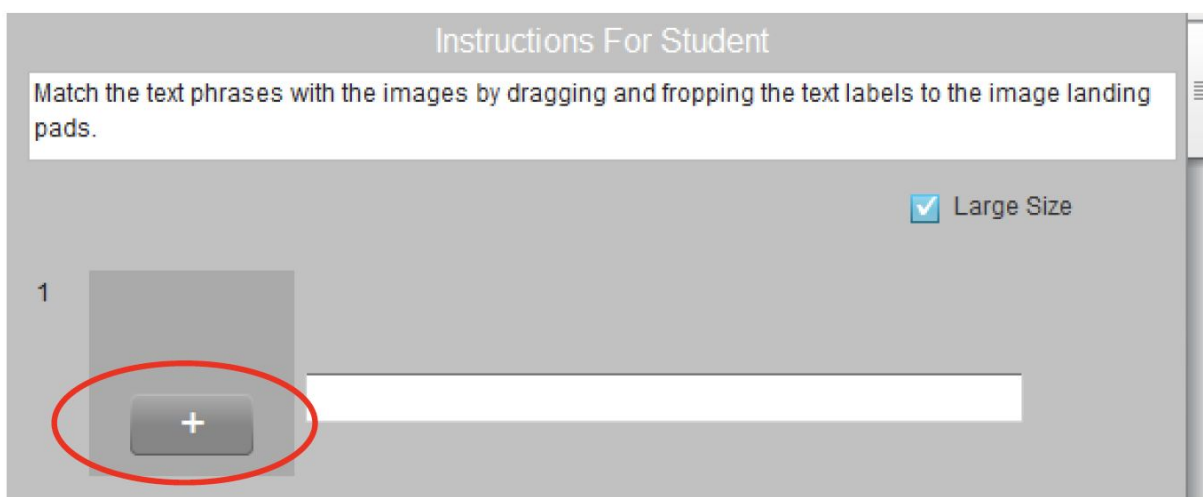 Instructions For Student
Match the text phrases with the images by dragging and fropping the text labels to the image landing
pads.
Large Size
1
+